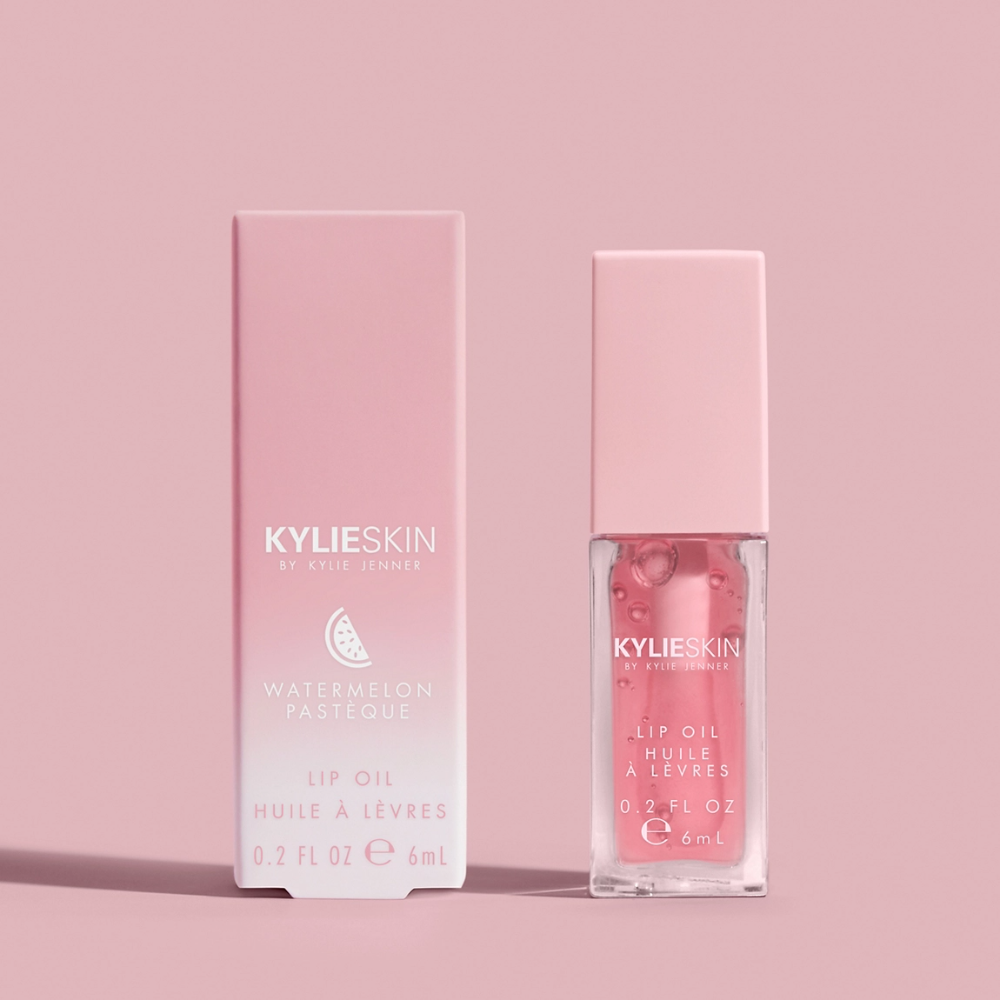 KYLIESKIN
BY KYLIE JENNER
WATERMELON
PASTÈQUE
LIP OIL
HUILE À LÈVRES
0.2 FL OZ ℮ 6mL
KYLIESKIN
BY KYLIE JENNER
LIP OIL
HUILE
À LÈVRES
0.2 FL OZ
℮ 6mL